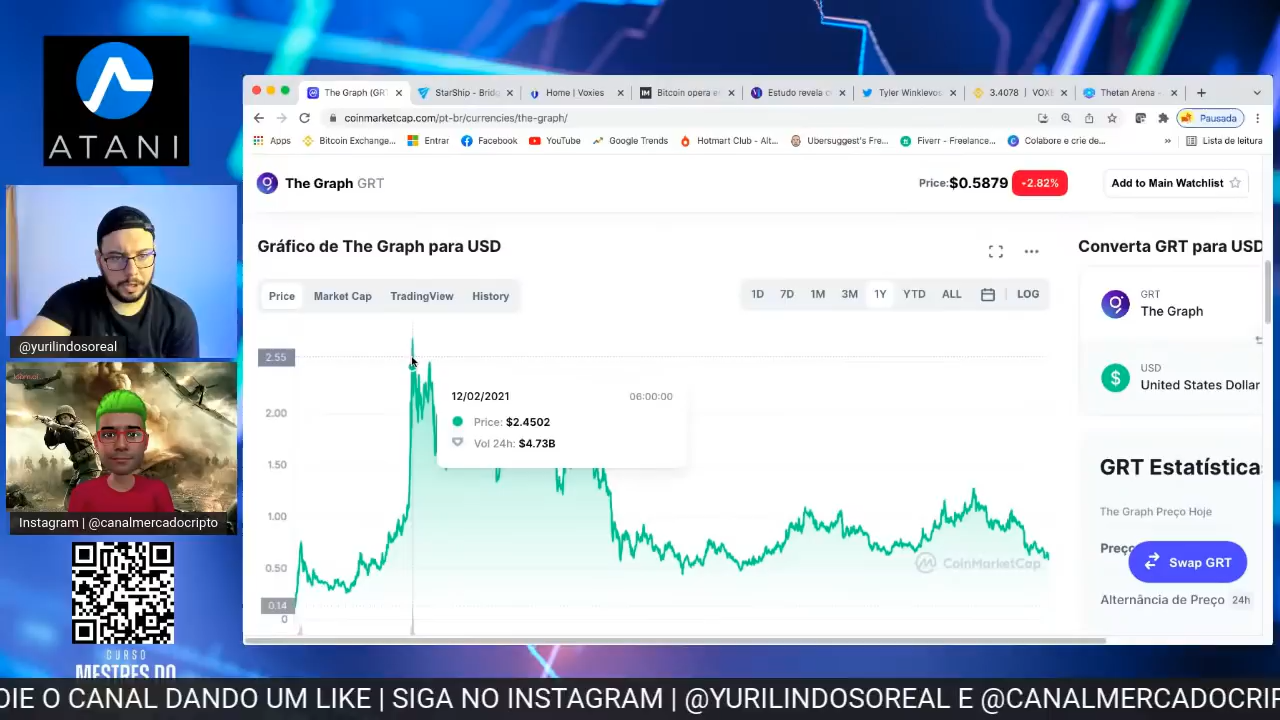 ATANI
@yurilindosoreal
Instagram | @canalmercadocripto
CURSO
MESTRES DO
The Graph (GR
StarShip - Bridg
Home | Voxies
Bitcoin opera e
Estudo revela c
Tyler Winklevos
3.4078 | VOXE
Thetan Arena -
coinmarketcap.com/pt-br/currencies/the-graph/
Pausada
Apps
Bitcoin Exchange...
Entrar
Facebook
YouTube
Google Trends
Hotmart Club - Alt...
Ubersuggest's Fre...
Fiverr - Freelance...
Colabore e crie de...
»
Lista de leitura
The Graph GRT
Price:$0.5879
-2.82%
Add to Main Watchlist
Gráfico de The Graph para USD
Converta GRT para USD
Price
Market Cap
TradingView
History
1D
7D
1M
3M
1Y
YTD
ALL
LOG
GRT
The Graph
USD
United States Dollar
2.55
2.00
1.50
1.00
0.50
0.14
0
12/02/2021 06:00:00
Price: $2.4502
Vol 24h: $4.73B
CoinMarketCap
GRT Estatística
The Graph Preço Hoje
Preço
Swap GRT
Alternância de Preço 24h
OIE O CANAL DANDO UM LIKE | SIGA NO INSTAGRAM | @YURILINDOSOREAL E @CANALMERCADOCRIP